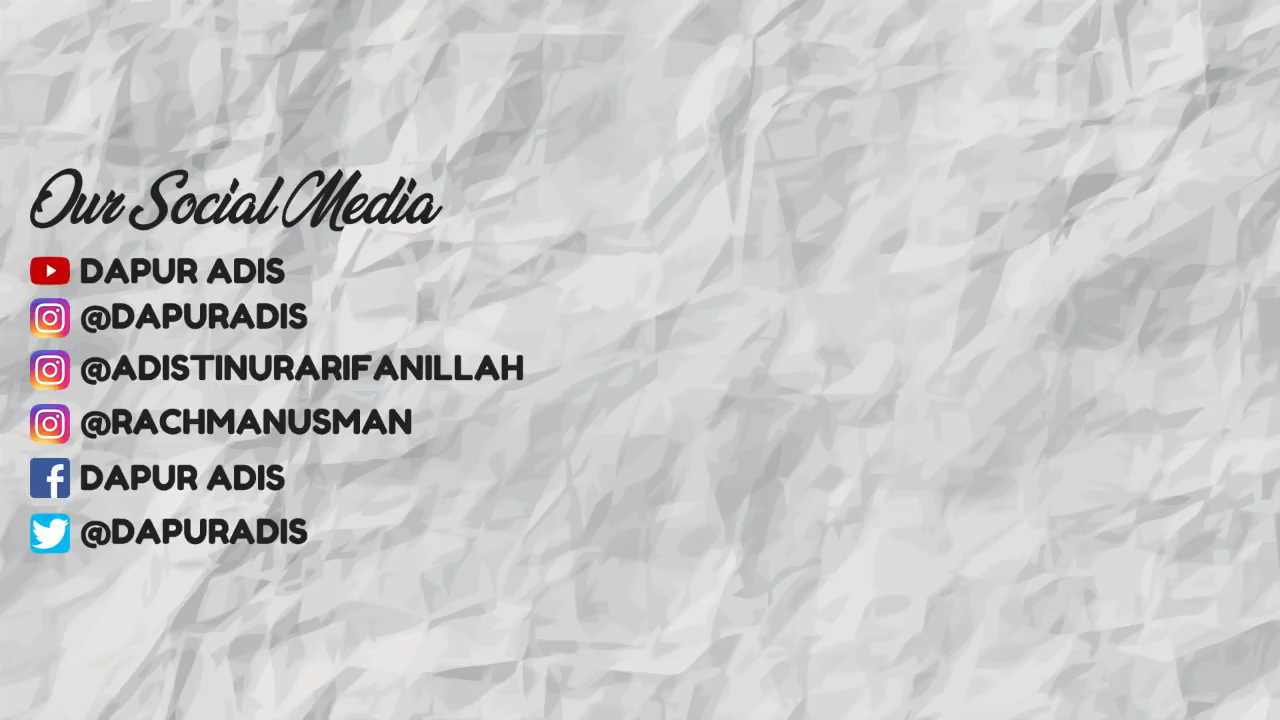 Our Social Media
DAPUR ADIS
@DAPURADIS
@ADISTINURARIFANILLAH
@RACHMANUSMAN
DAPUR ADIS
@DAPURADIS